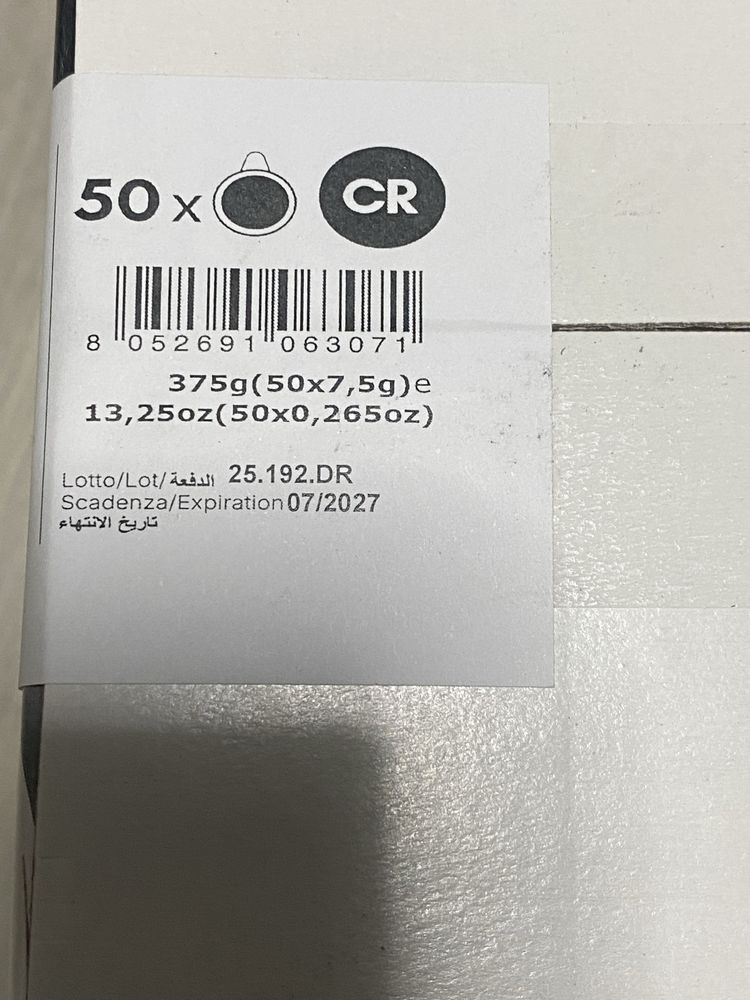 50 x CR
8 052691 063071
375g(50x7,5g)e
13,25oz(50x0,265oz)
Lotto/Lot/الدفعة 25.192.DR
Scadenza/Expiration 07/2027
تاريخ الانتهاء